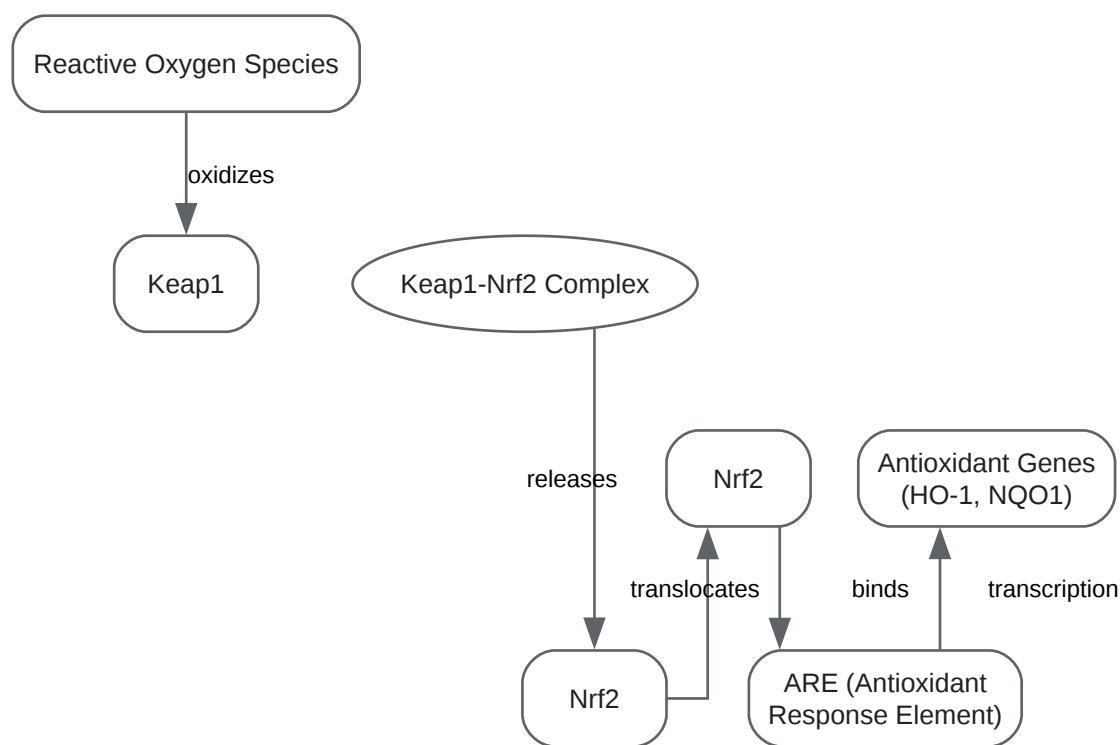 Reactive Oxygen Species
oxidizes
Keap1
Keap1-Nrf2 Complex
releases
Nrf2
Antioxidant Genes
(HO-1, NQO1)
translocates
binds
transcription
Nrf2
ARE (Antioxidant
Response Element)